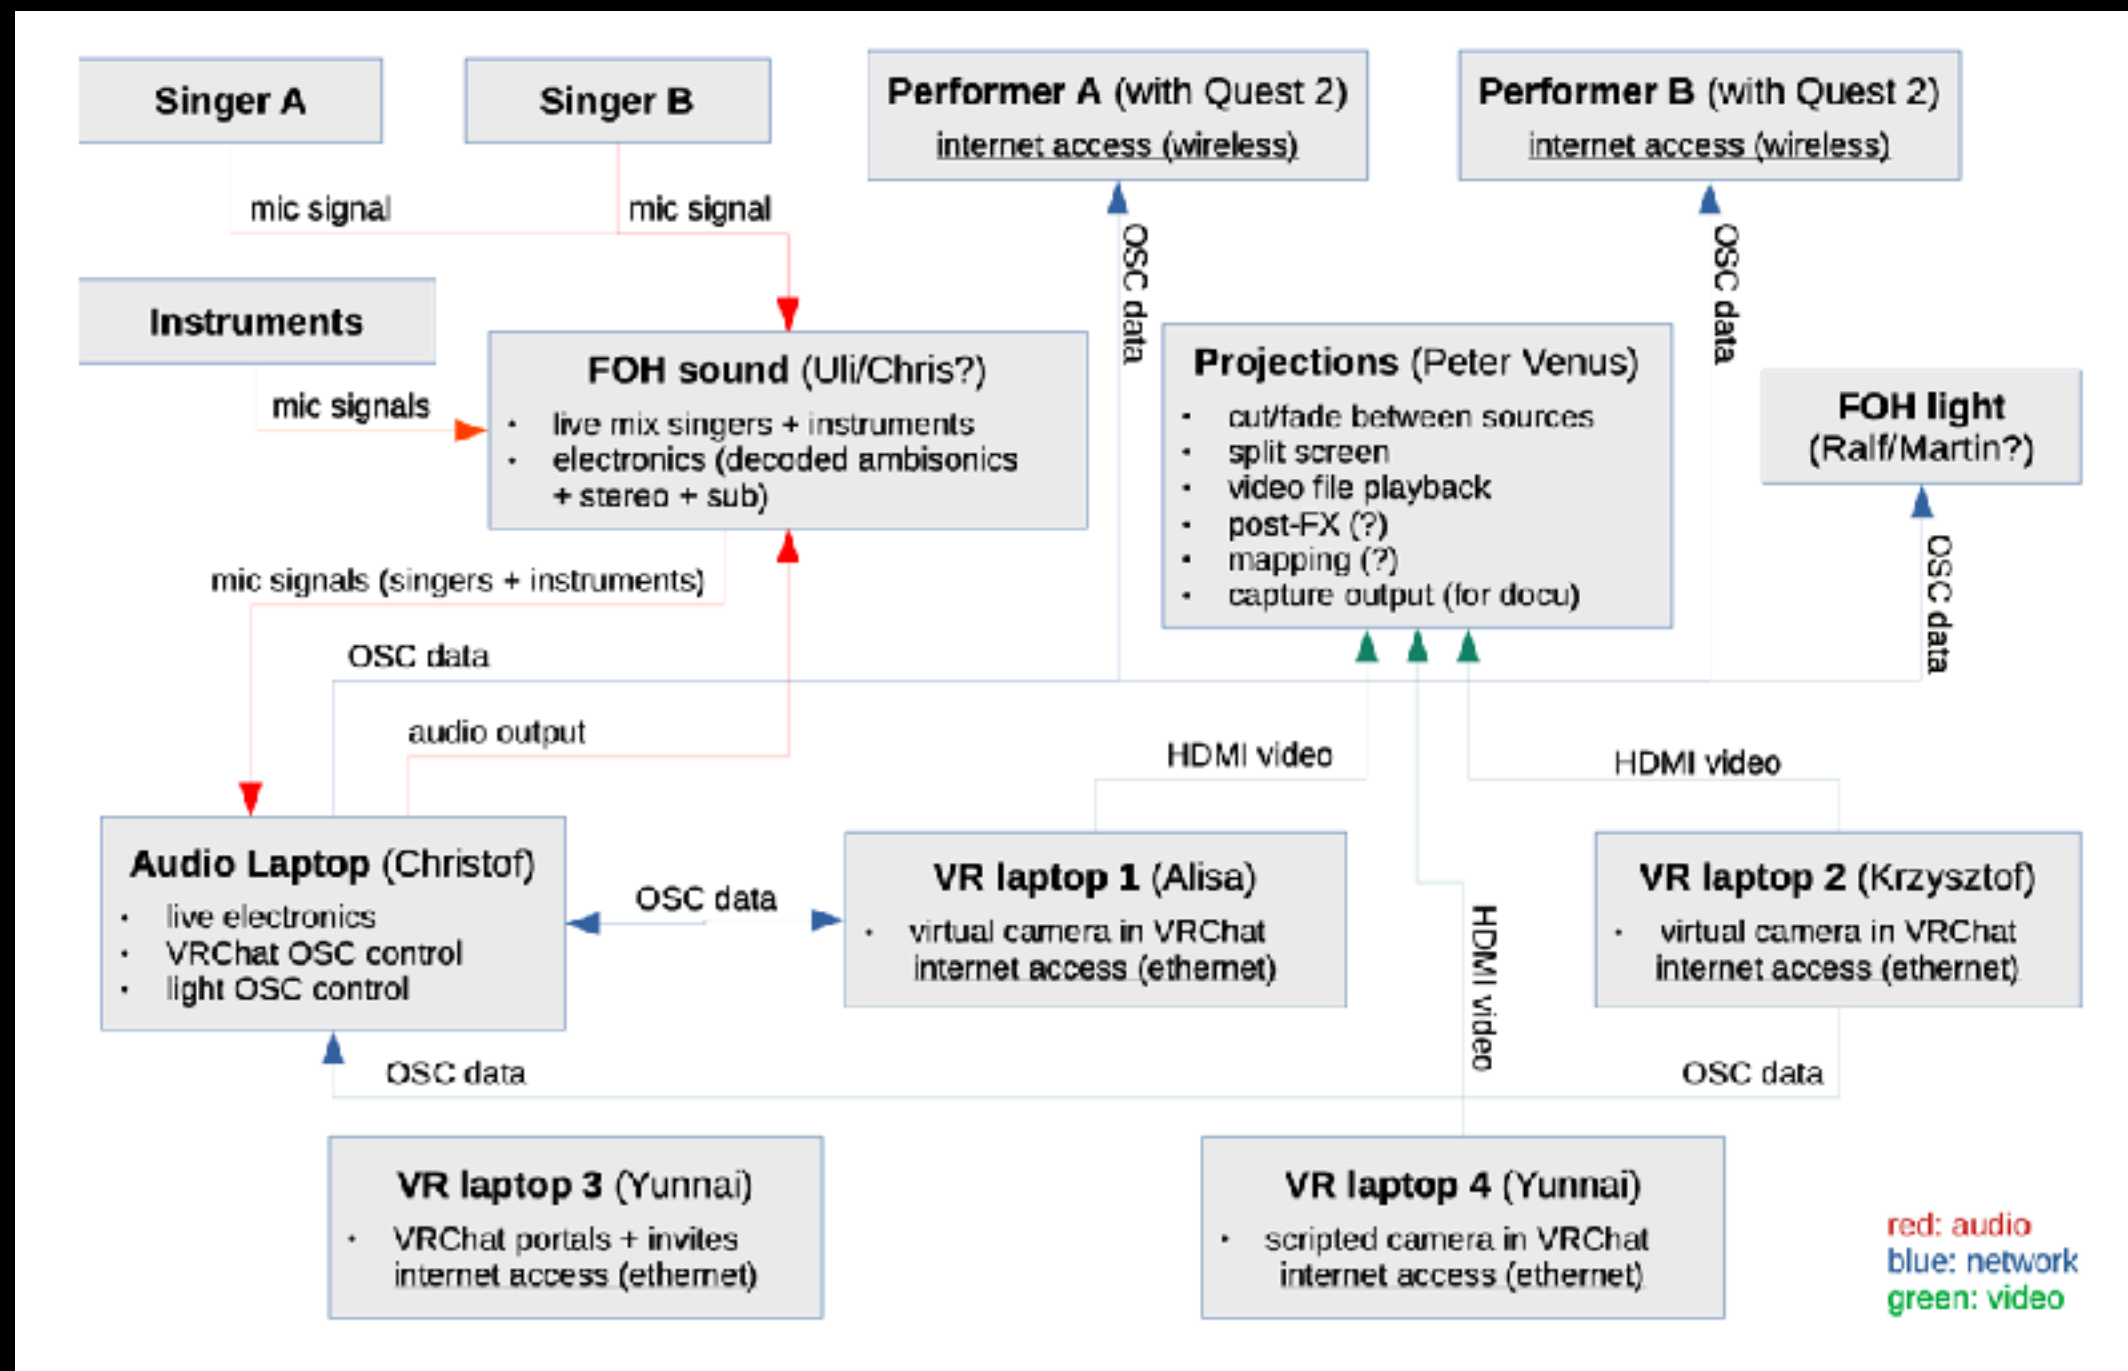 Singer A
Singer B
Performer A (with Quest 2)
internet access (wireless)
Performer B (with Quest 2)
internet access (wireless)
mic signal
mic signal
OSC data
OSC data
Instruments
mic signals
FOH sound (Uli/Chris?)
• live mix singers + instruments
• electronics (decoded ambisonics
+ stereo + sub)
Projections (Peter Venus)
• cut/fade between sources
• split screen
• video file playback
• post-FX (?)
• mapping (?)
• capture output (for docu)
FOH light
(Ralf/Martin?)
OSC data
mic signals (singers + instruments)
OSC data
audio output
HDMI video
HDMI video
Audio Laptop (Christof)
• live electronics
• VRChat OSC control
• light OSC control
OSC data
VR laptop 1 (Alisa)
• virtual camera in VRChat
internet access (ethernet)
HDMI video
VR laptop 2 (Krzysztof)
• virtual camera in VRChat
internet access (ethernet)
OSC data
OSC data
VR laptop 3 (Yunnai)
• VRChat portals + invites
internet access (ethernet)
VR laptop 4 (Yunnai)
• scripted camera in VRChat
internet access (ethernet)
red: audio
blue: network
green: video